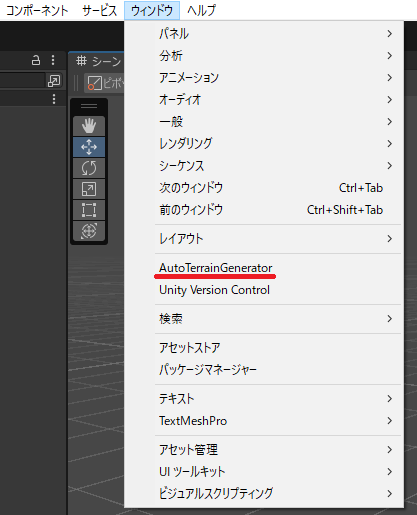 コンポーネント サービス ウィンドウ ヘルプ
シーン
ピボ
パネル
分析
アニメーション
オーディオ
一般
レンダリング
シーケンス
次のウィンドウ Ctrl+Tab
前のウィンドウ Ctrl+Shift+Tab
レイアウト
AutoTerrainGenerator
Unity Version Control
検索
アセットストア
パッケージマネージャー
テキスト
TextMeshPro
アセット管理
UI ツールキット
ビジュアルスクリプティング